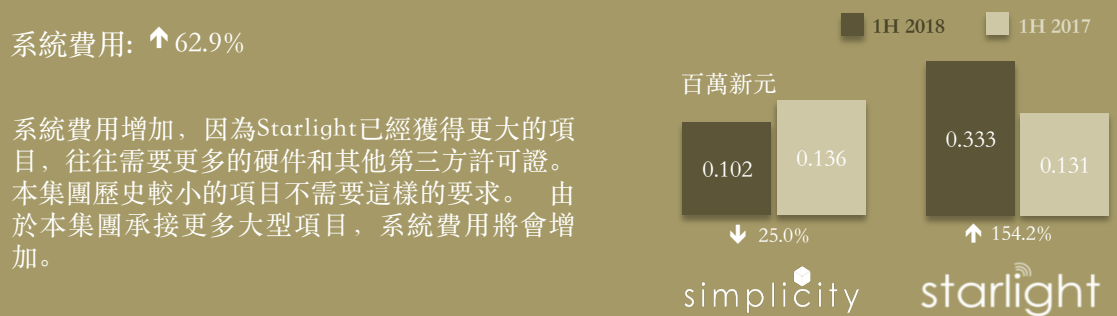 系統費用: ↑ 62.9%
系統費用增加，因為Starlight已經獲得更大的項
目，往往需要更多的硬件和其他第三方許可證。
本集團歷史較小的項目不需要這樣的要求。 由
於本集團承接更多大型項目，系統費用將會增
加。
1H 2018 1H 2017
百萬新元
0.102 0.136 0.333 0.131
↓ 25.0% ↑ 154.2%
simplicity starlight